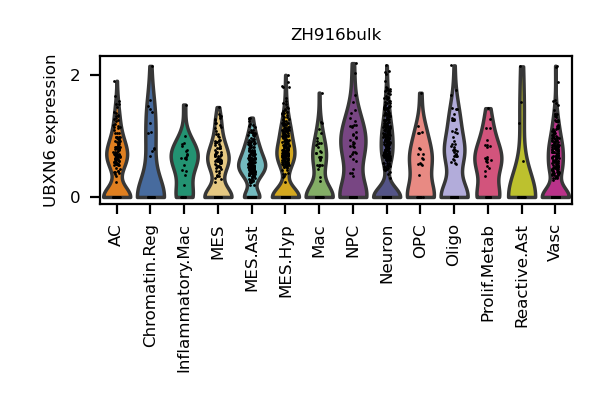 ZH916bulk
UBXN6 expression
2
0
AC
Chromatin.Reg
Inflammatory.Mac
MES
MES.Ast
MES.Hyp
Mac
NPC
Neuron
OPC
Oligo
Prolif.Metab
Reactive.Ast
Vasc